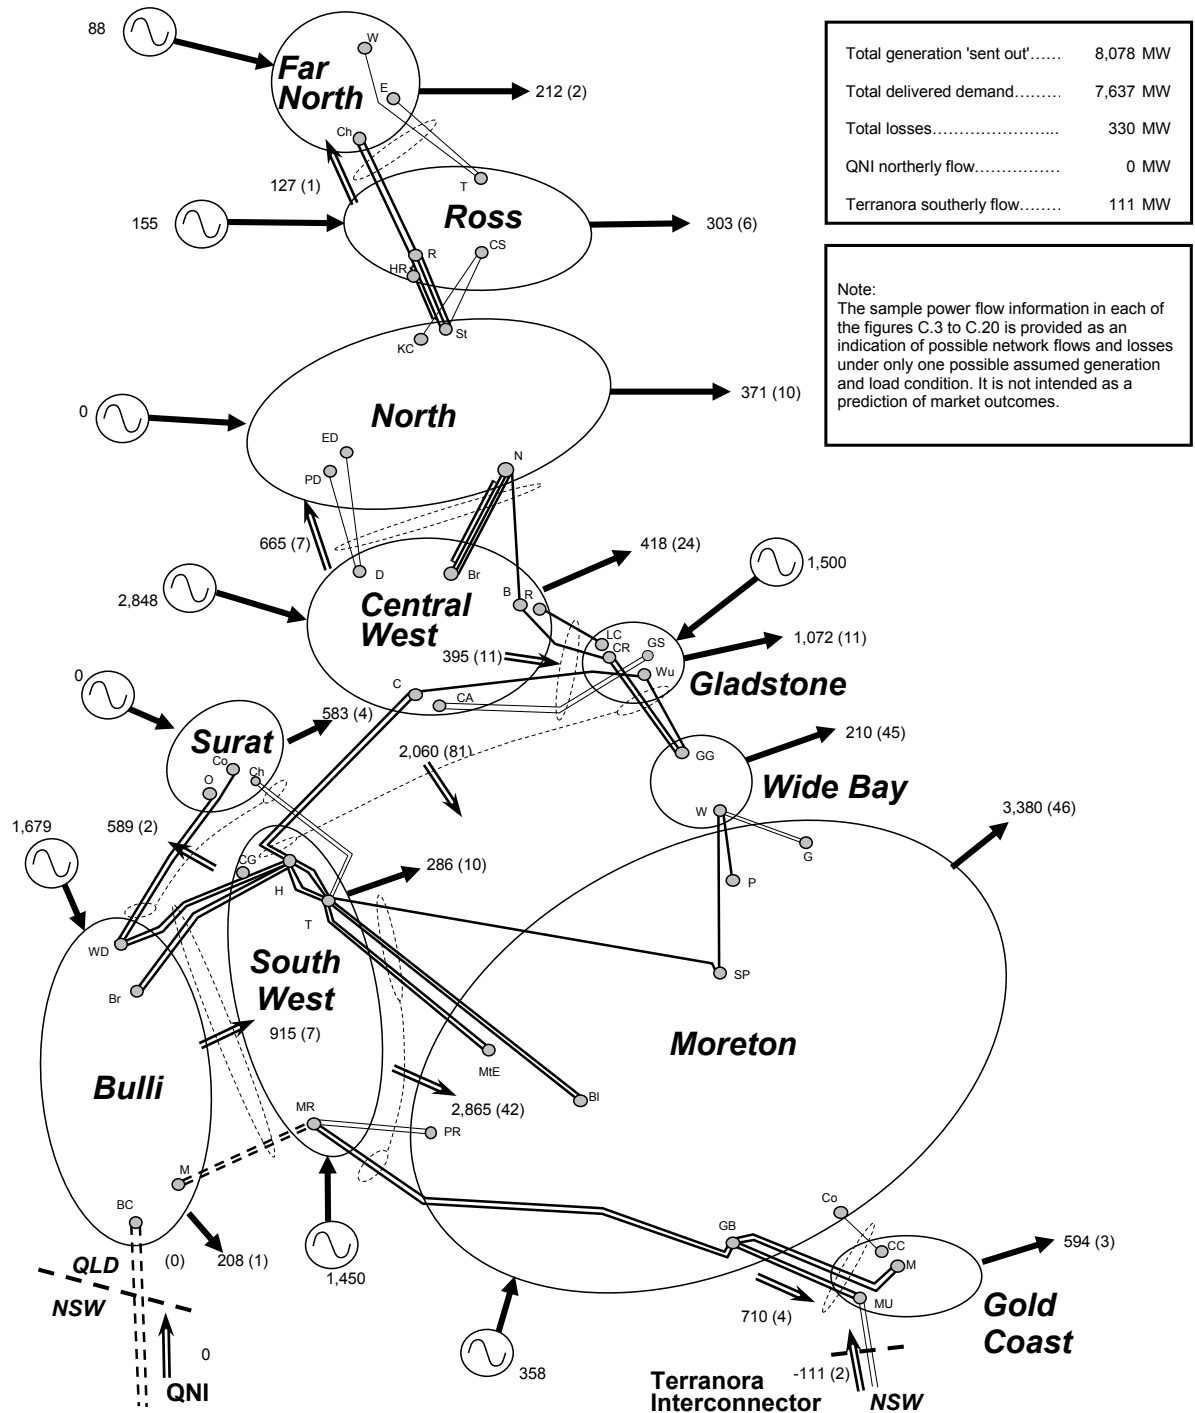 88
W
Far
North
E
212 (2)
Ch
127 (1)
T
155
Ross
303 (6)
R
CS
HR
St
KC
0
North
371 (10)
ED
PD
N
665 (7)
418 (24)
D
Br
2,848
Central
West
B
R
1,500
LC
CR
GS
1,072 (11)
395 (11)
Wu
Gladstone
C
CA
0
583 (4)
Surat
Co
Ch
O
2,060 (81)
GG
210 (45)
Wide Bay
W
3,380 (46)
1,679
589 (2)
G
CG
286 (10)
H
P
T
WD
South
West
SP
Br
915 (7)
Moreton
MtE
Bulli
BI
2,865 (42)
MR
PR
M
BC
Co
GB
CC
594 (3)
(0)
208 (1)
QLD
1,450
M
NSW
MU
710 (4)
Gold
Coast
0
358
-111 (2)
QNI
Terranora
Interconnector
NSW
Total generation 'sent out'...... 8,078 MW
Total delivered demand......... 7,637 MW
Total losses........................ 330 MW
QNI northerly flow................ 0 MW
Terranora southerly flow....... 111 MW
Note:
The sample power flow information in each of
the figures C.3 to C.20 is provided as an
indication of possible network flows and losses
under only one possible assumed generation
and load condition. It is not intended as a
prediction of market outcomes.